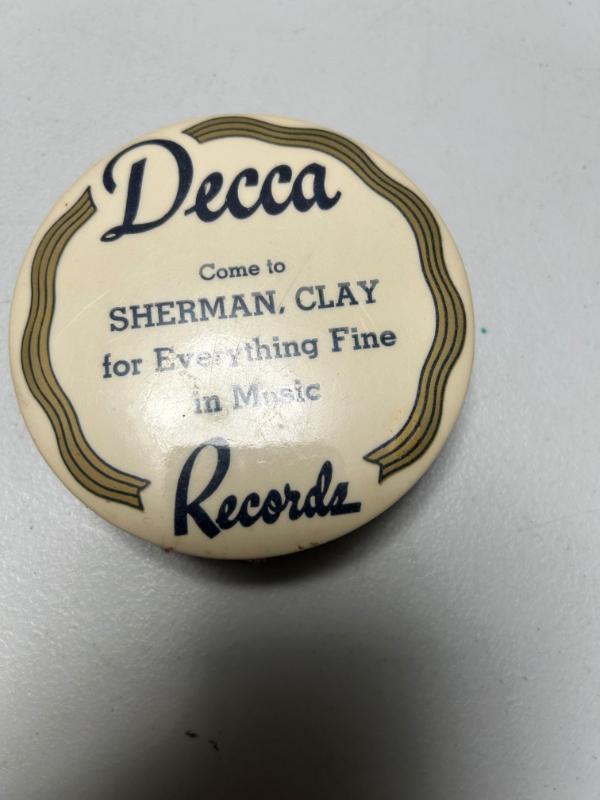 Decca
Come to
SHERMAN, CLAY
for Everything Fine
in Music
Records